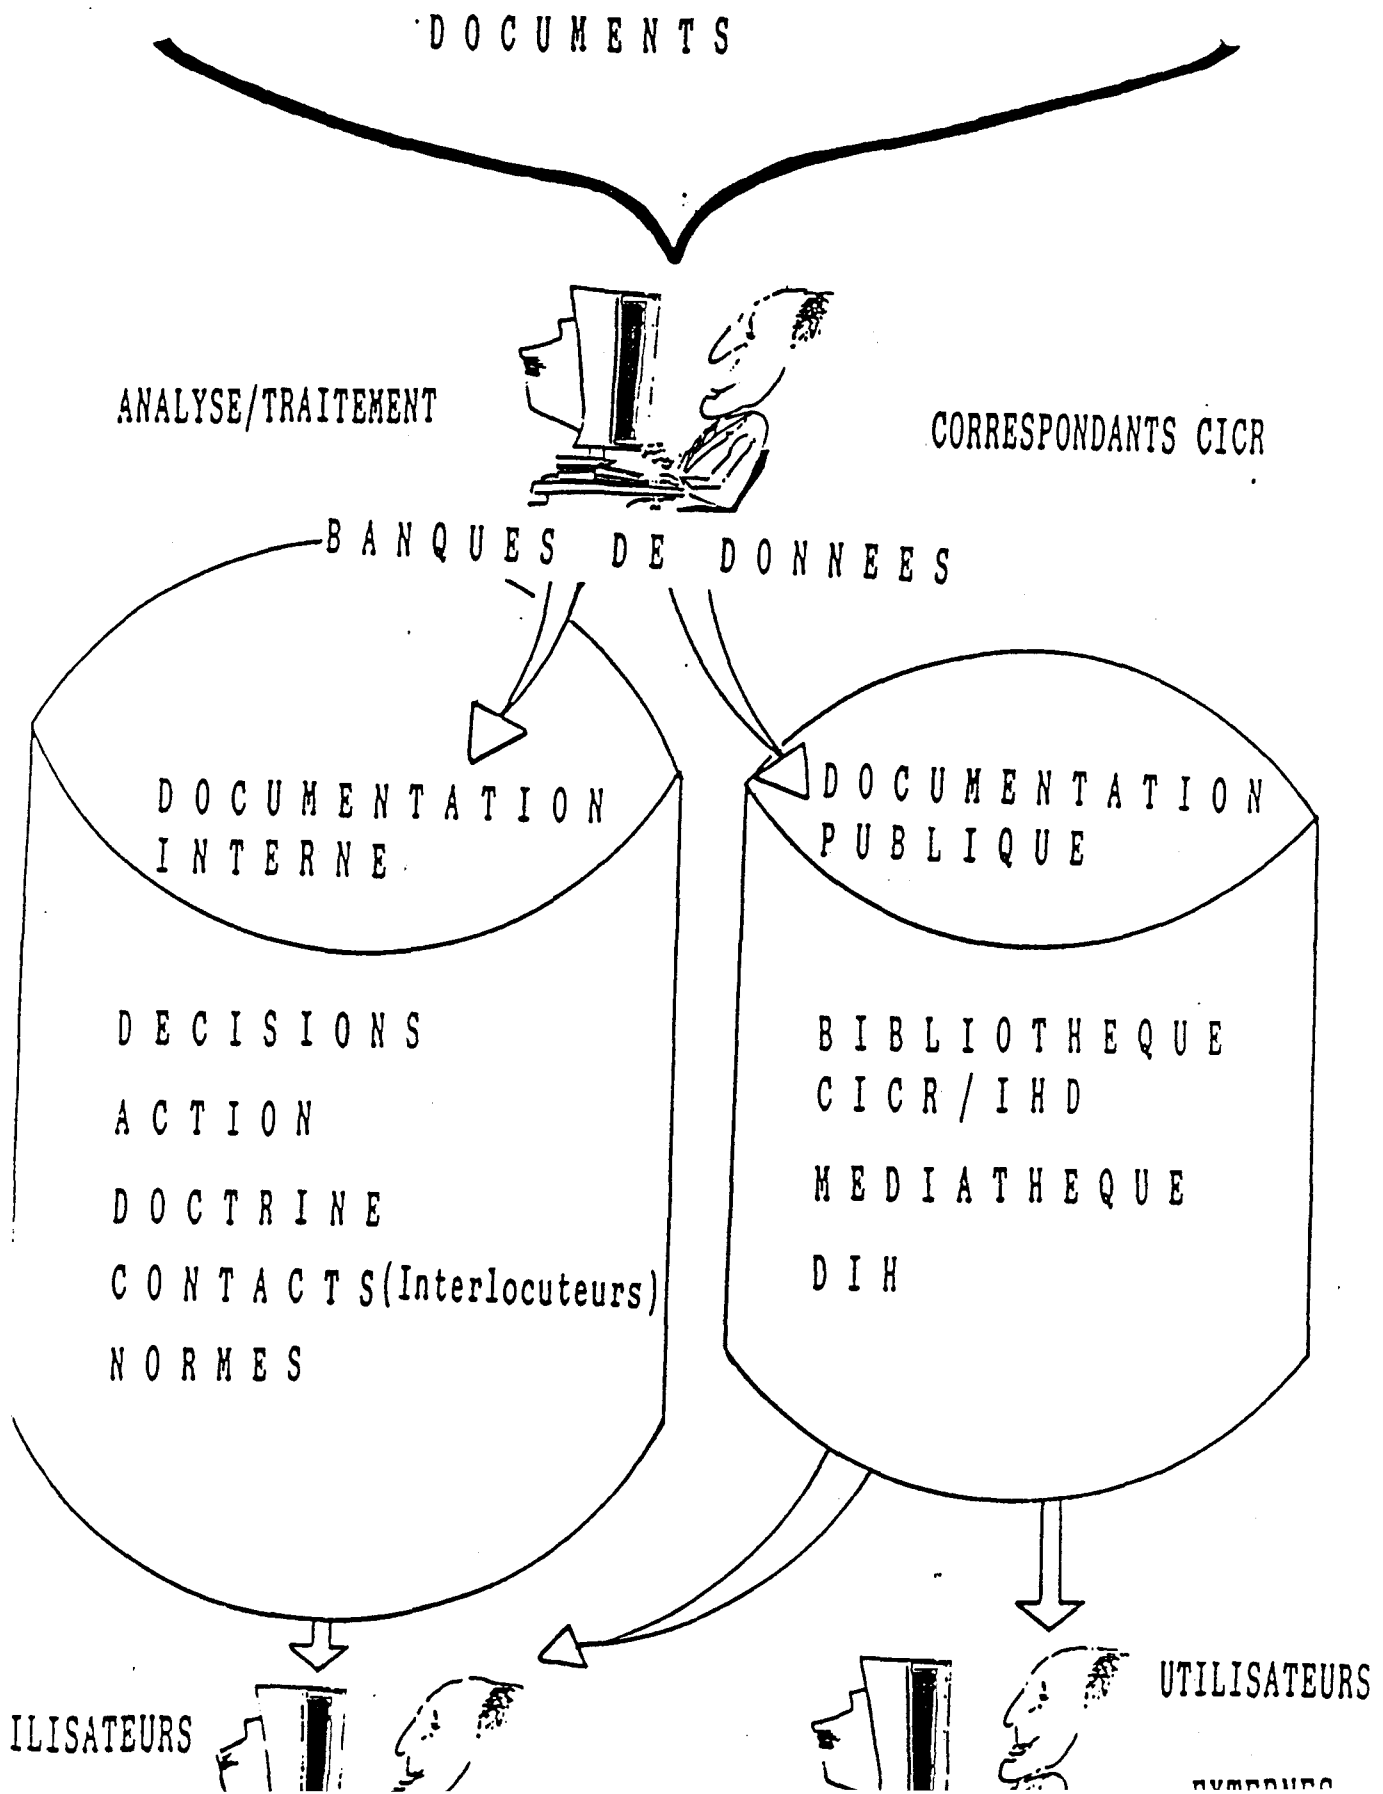 DOCUMENTS
ANALYSE/TRAITEMENT
CORRESPONDANTS CICR
BANQUES DE DONNEES
DOCUMENTATION
INTERNE
DOCUMENTATION
PUBLIQUE
DECISIONS
ACTION
DOCTRINE
CONTACTS(Interlocuteurs)
NORMES
BIBLIOTHEQUE
CICR/IHD
MEDIATHEQUE
DIH
ILISATEURS
UTILISATEURS
EXTERNES